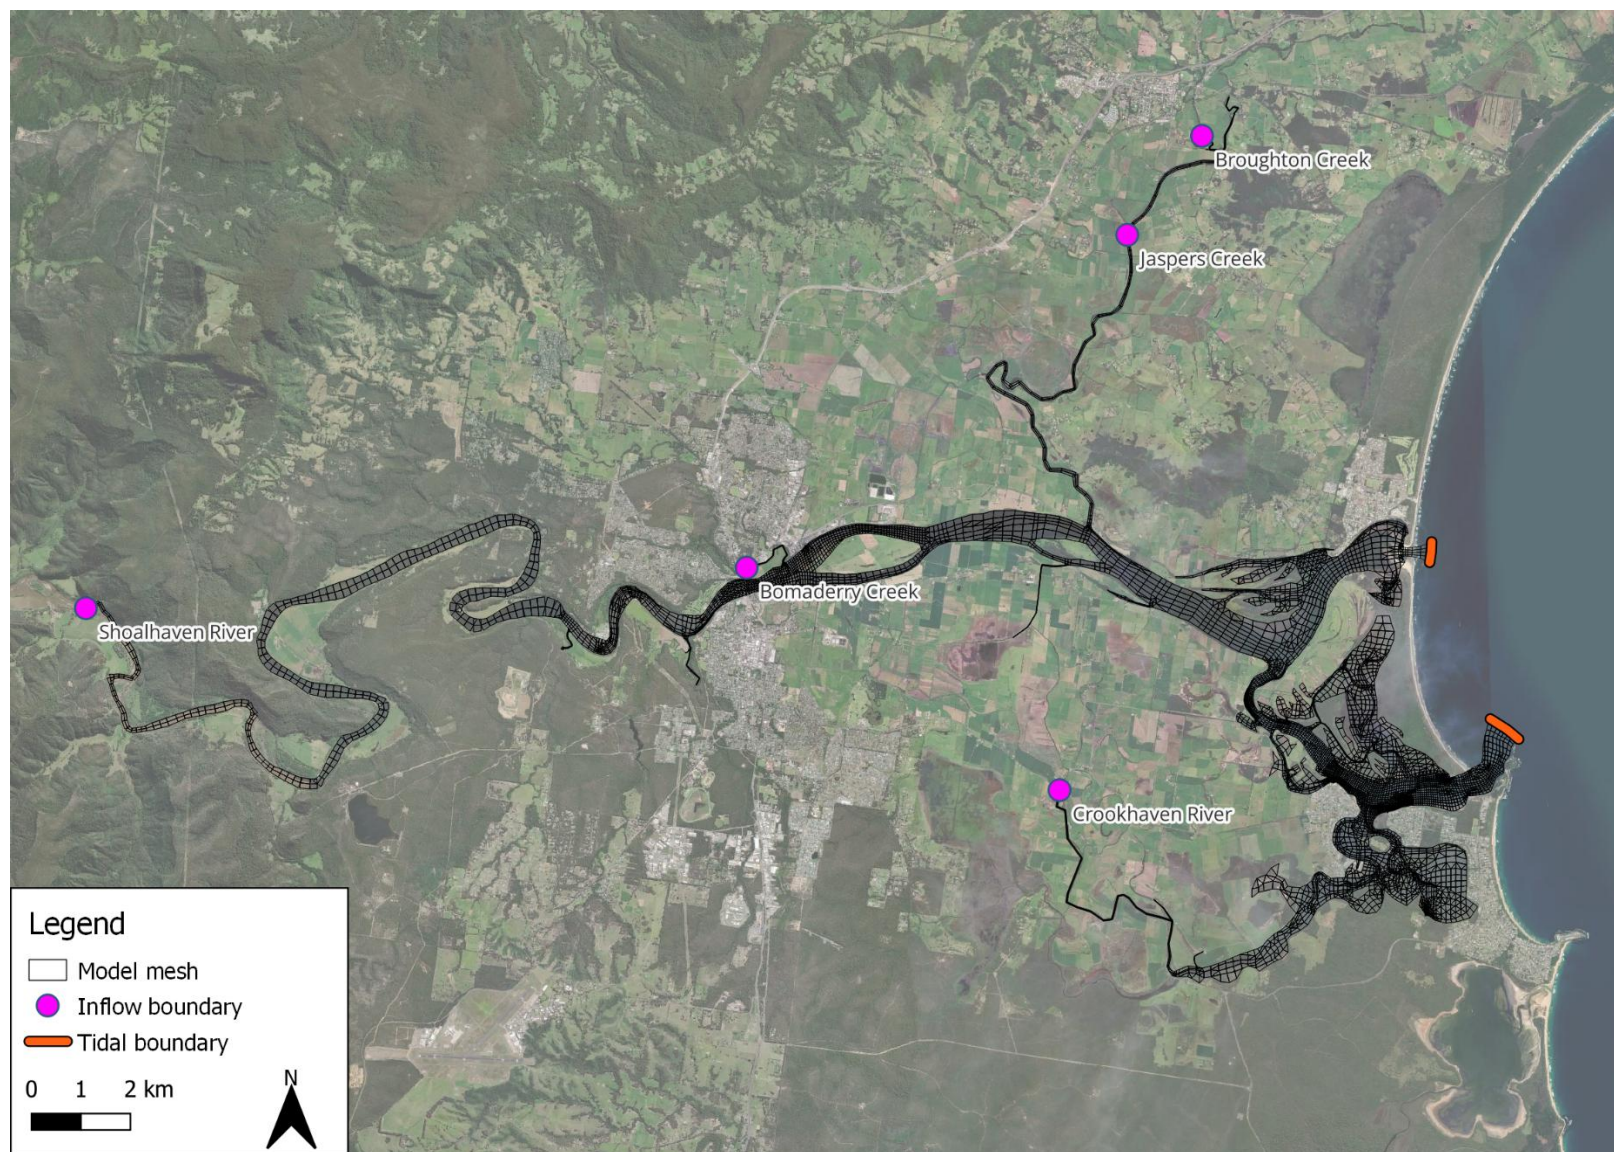 Broughton Creek
Jaspers Creek
Bomaderry Creek
Shoalhaven River
Crookhaven River
Legend
Model mesh
Inflow boundary
Tidal boundary
0 1 2 km
N